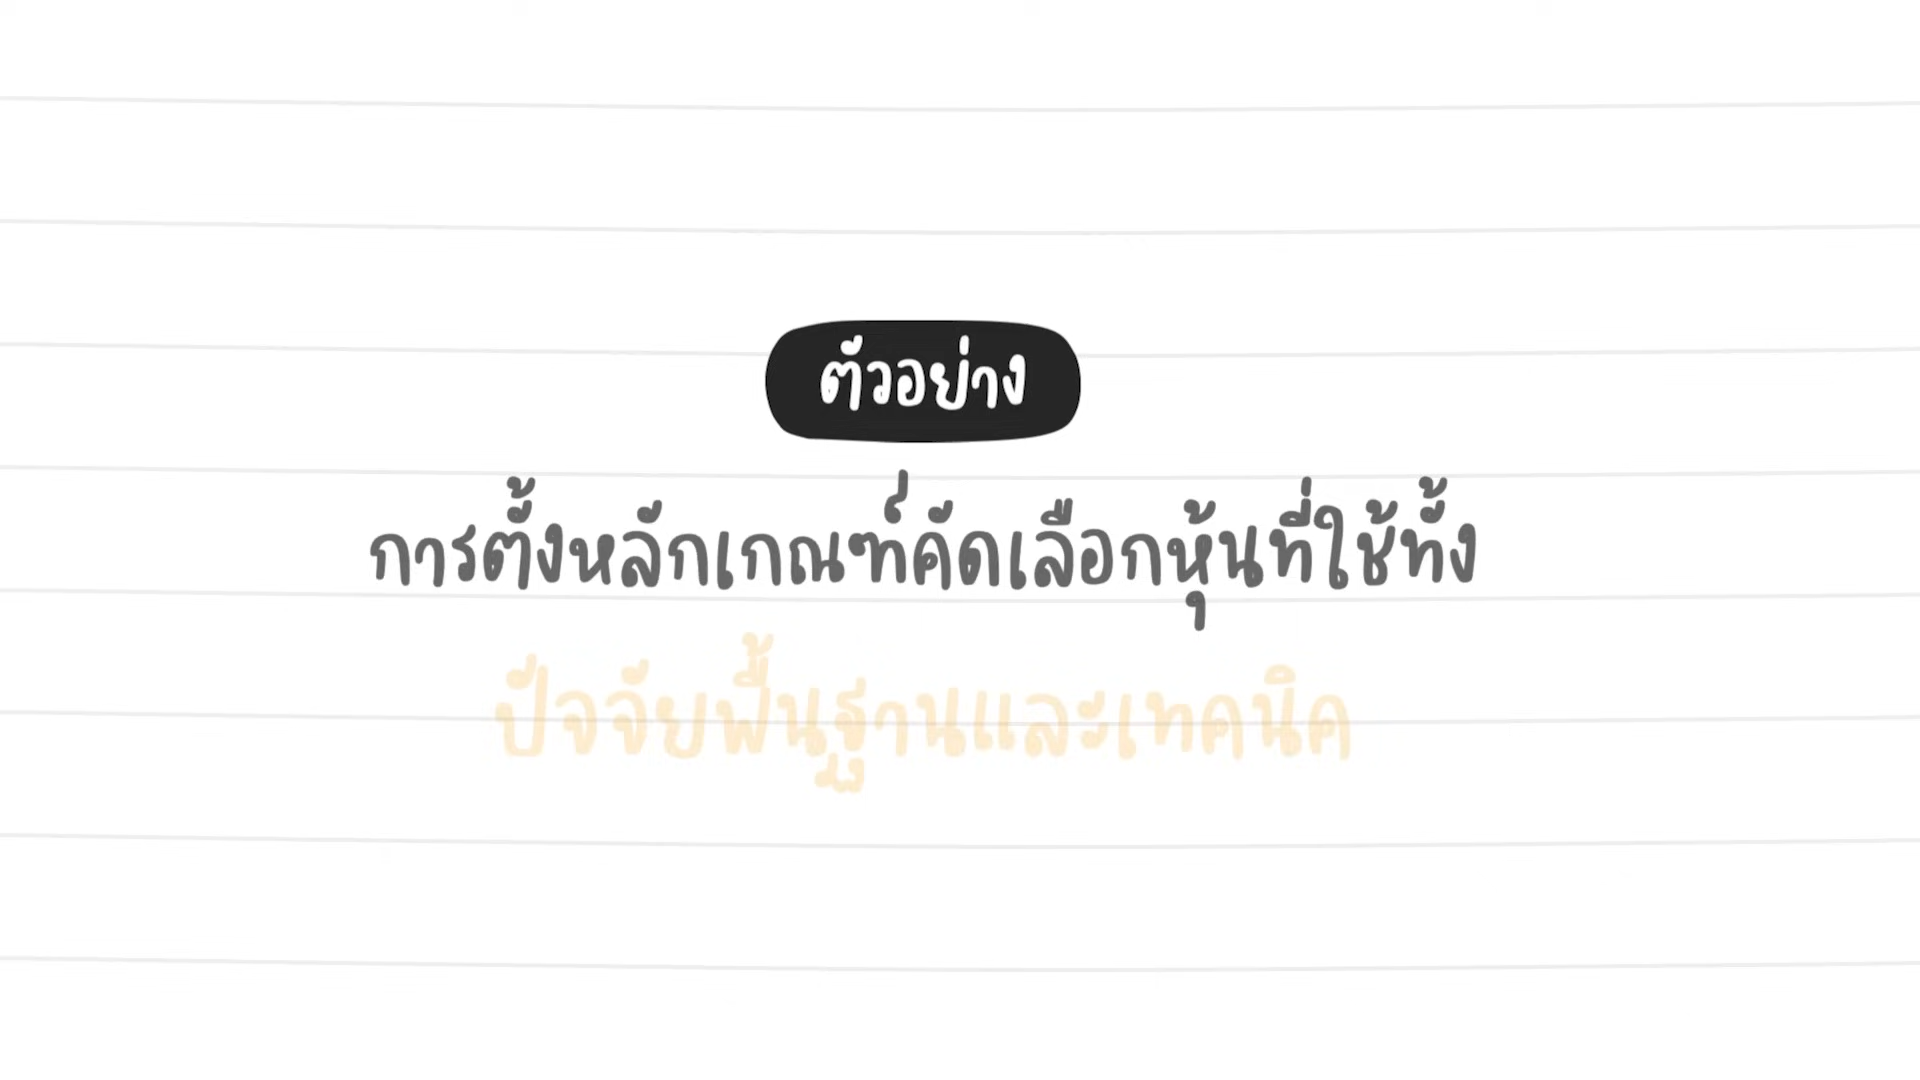 ตัวอย่าง
การตั้งหลักเกณฑ์คัดเลือกหุ้นที่ใช้ทั้ง
ปัจจัยพื้นฐานและเทคนิค